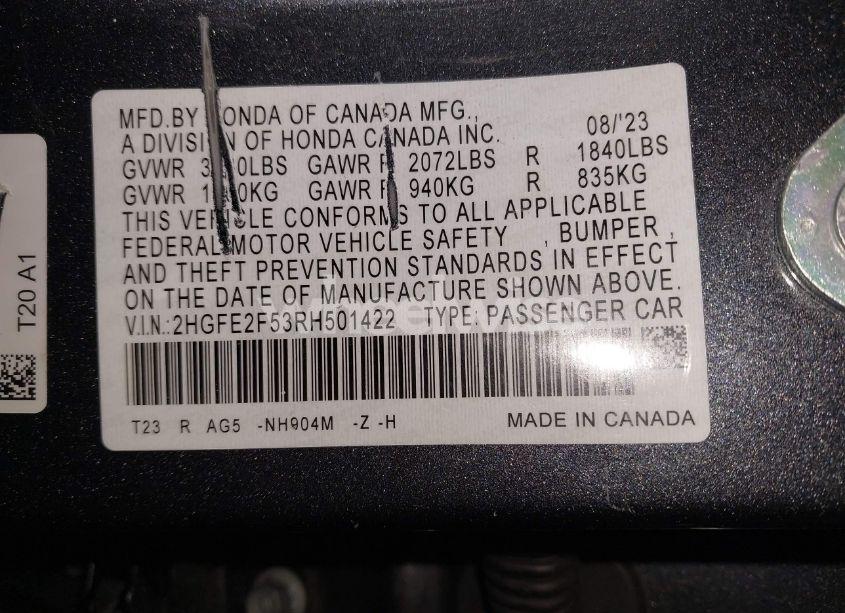 MFD.BY HONDA OF CANADA MFG.,
A DIVISION OF HONDA CANADA INC. 08/'23
GVWR LBS GAWR F 2072LBS R 1840LBS
GVWR KG GAWR F 940KG R 835KG
THIS VEHICLE CONFORMS TO ALL APPLICABLE
FEDERAL MOTOR VEHICLE SAFETY , BUMPER ,
AND THEFT PREVENTION STANDARDS IN EFFECT
ON THE DATE OF MANUFACTURE SHOWN ABOVE.
V.I.N.:2HGFE2F53RH501422 TYPE: PASSENGER CAR
T23 R AG5 -NH904M -Z -H MADE IN CANADA
T20 A1